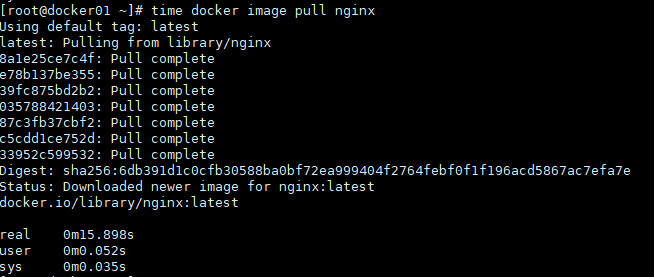 [root@docker01 ~]# time docker image pull nginx
Using default tag: latest
latest: Pulling from library/nginx
8a1e25ce7c4f: Pull complete
e78b137be355: Pull complete
39fc875bd2b2: Pull complete
035788421403: Pull complete
87c3fb37cbf2: Pull complete
c5cdd1ce752d: Pull complete
33952c599532: Pull complete
Digest: sha256:6db391d1c0cfb30588ba0bf72ea999404f2764febf0f1f196acd5867ac7efa7e
Status: Downloaded newer image for nginx:latest
docker.io/library/nginx:latest
real 0m15.898s
user 0m0.052s
sys 0m0.035s